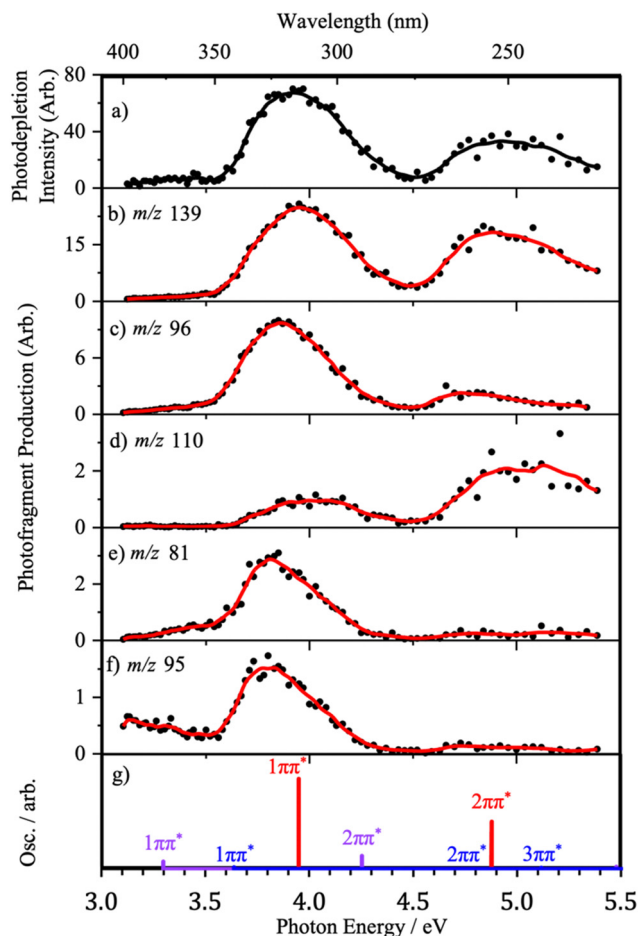 Wavelength (nm)
400 350 300 250
Photodepletion
Intensity (Arb.)
80
40
0
a)
Photofragment Production (Arb.)
b) m/z 139
15
0
c) m/z 96
6
0
d) m/z 110
2
0
e) m/z 81
2
0
f) m/z 95
1
0
Osc. / arb.
g)
1ππ*
1ππ* 1ππ* 2ππ* 2ππ* 2ππ* 3ππ*
3.0 3.5 4.0 4.5 5.0 5.5
Photon Energy / eV